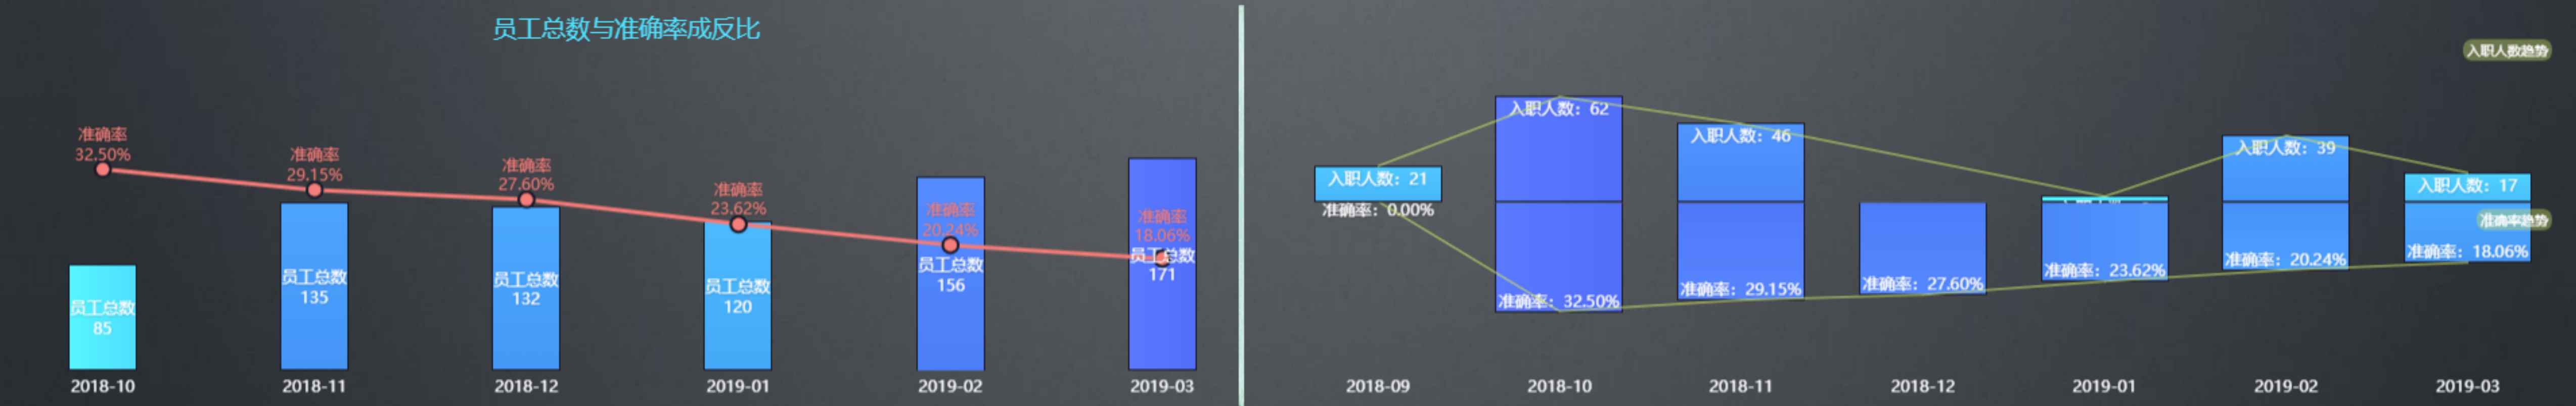 员工总数与准确率成反比
准确率
32.50%
准确率
29.15%
准确率
27.60%
准确率
23.62%
准确率
20.24%
准确率
18.06%
员工总数
85
员工总数
135
员工总数
132
员工总数
120
员工总数
156
员工总数
171
2018-10
2018-11
2018-12
2019-01
2019-02
2019-03
入职人数趋势
入职人数：21
入职人数：62
入职人数：46
入职人数：39
入职人数：17
准确率趋势
准确率：0.00%
准确率：32.50%
准确率：29.15%
准确率：27.60%
准确率：23.62%
准确率：20.24%
准确率：18.06%
2018-09
2018-10
2018-11
2018-12
2019-01
2019-02
2019-03